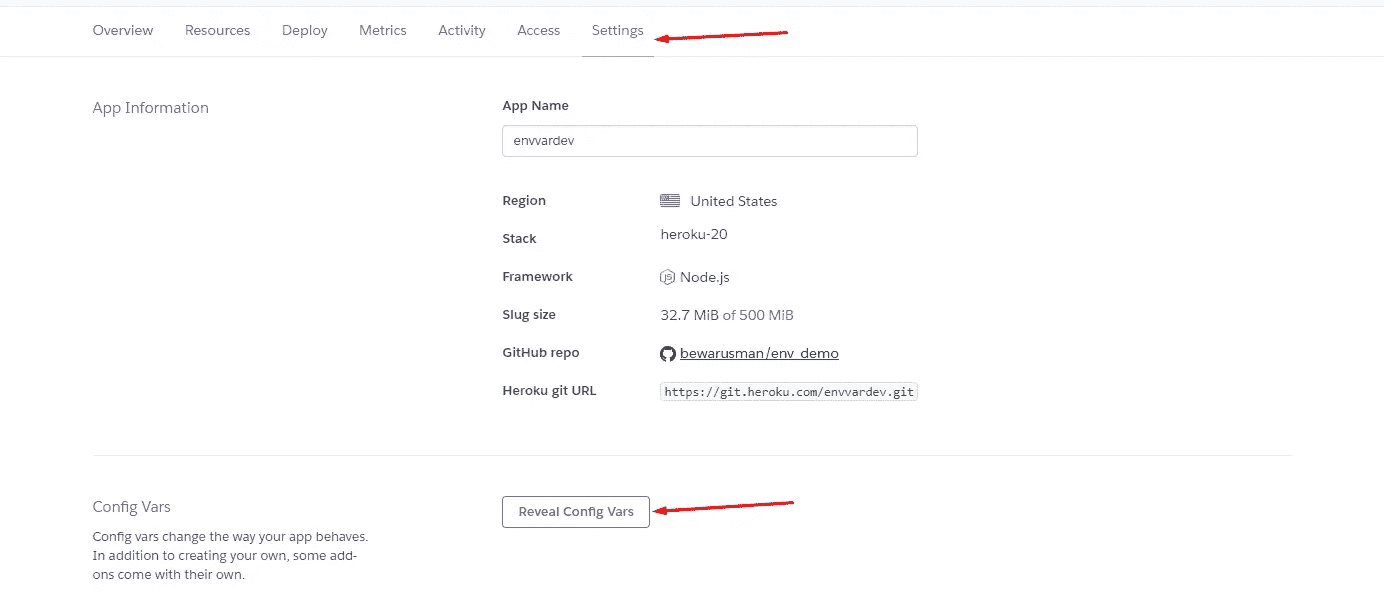 Overview Resources Deploy Metrics Activity Access Settings
App Information
App Name
envvardev
Region United States
Stack heroku-20
Framework Node.js
Slug size 32.7 MiB of 500 MiB
GitHub repo bewarusman/env_demo
Heroku git URL https://git.heroku.com/envvardev.git
Config Vars
Reveal Config Vars
Config vars change the way your app behaves.
In addition to creating your own, some add-
ons come with their own.